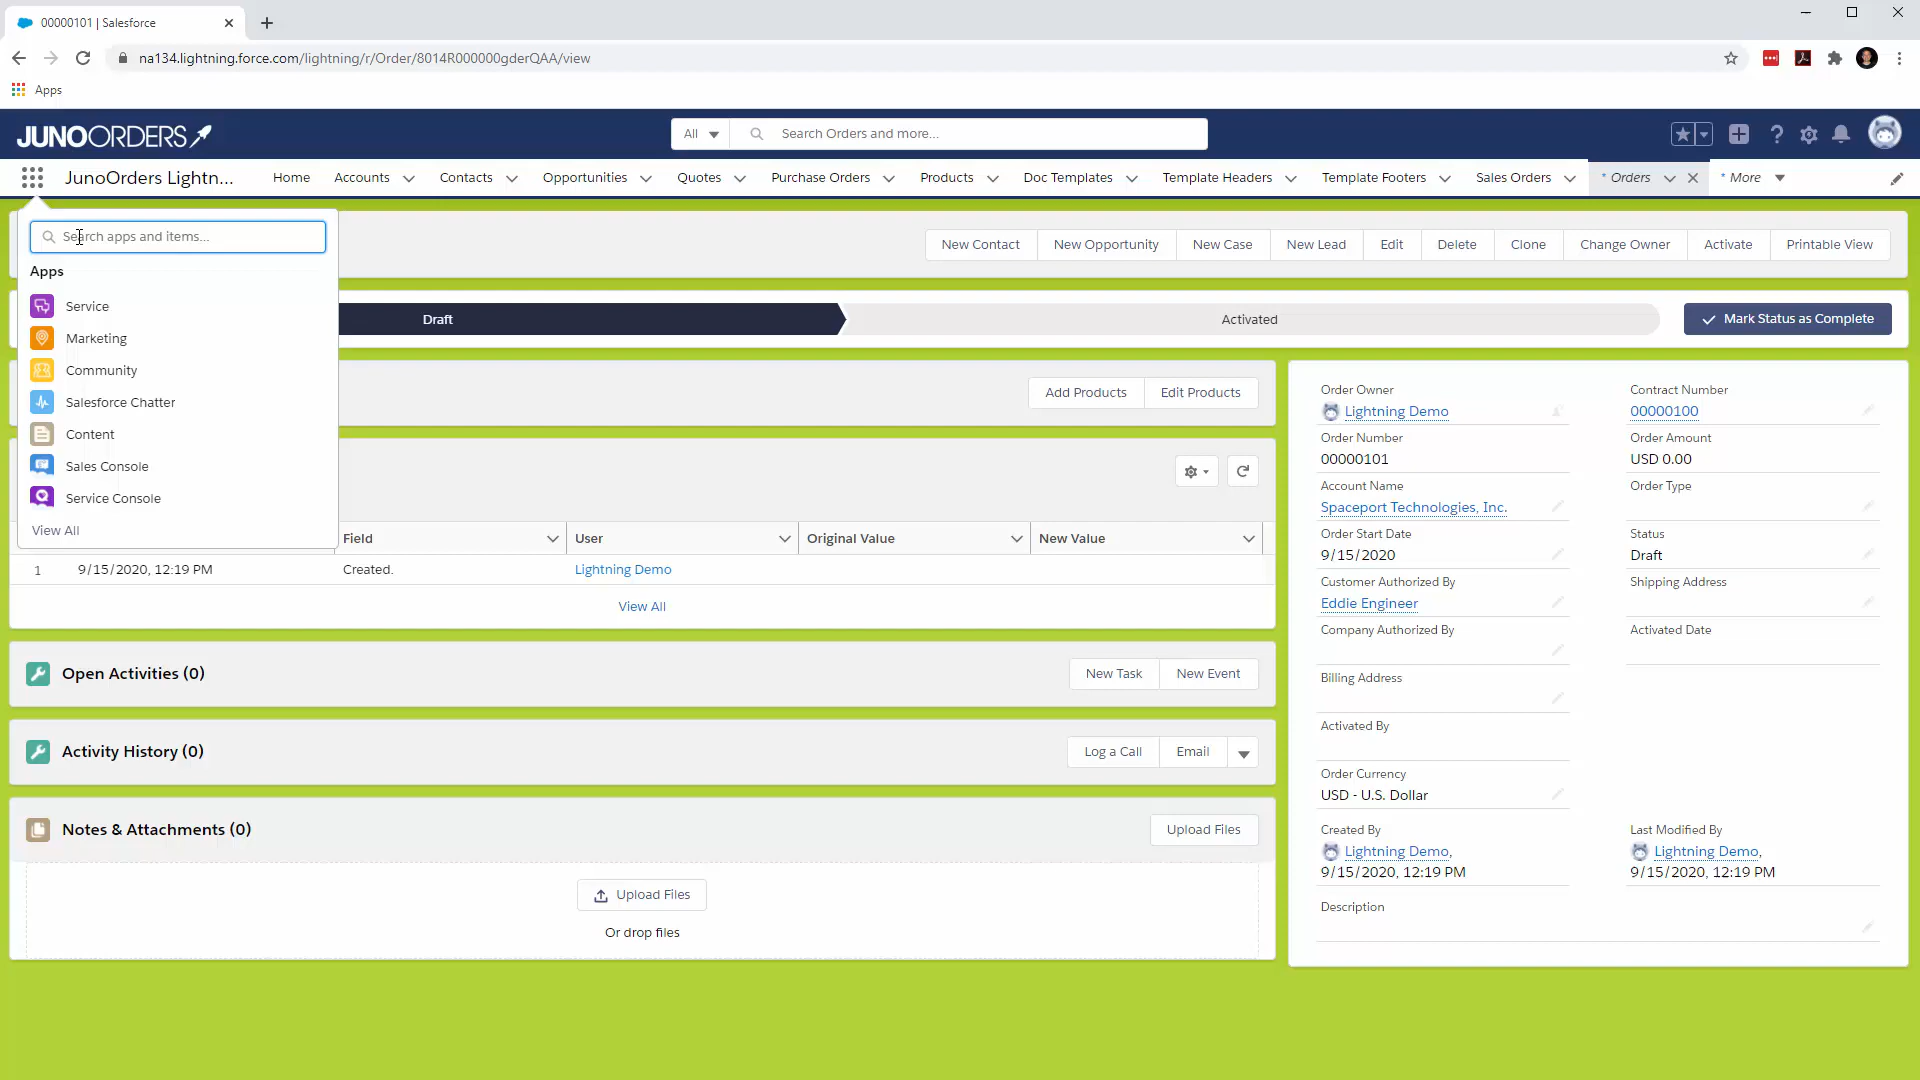 00000101 | Salesforce
na134.lightning.force.com/lightning/r/Order/8014R000000gderQAA/view
Apps
JUNOORDERS
All
Search Orders and more...
JunoOrders Lightn...
Home
Accounts
Contacts
Opportunities
Quotes
Purchase Orders
Products
Doc Templates
Template Headers
Template Footers
Sales Orders
* Orders
* More
Search apps and items...
Apps
Service
Marketing
Community
Salesforce Chatter
Content
Sales Console
Service Console
View All
New Contact
New Opportunity
New Case
New Lead
Edit
Delete
Clone
Change Owner
Activate
Printable View
Draft
Activated
Mark Status as Complete
Add Products
Edit Products
Field
User
Original Value
New Value
1
9/15/2020, 12:19 PM
Created.
Lightning Demo
View All
Open Activities (0)
New Task
New Event
Activity History (0)
Log a Call
Email
Notes & Attachments (0)
Upload Files
Upload Files
Or drop files
Order Owner
Lightning Demo
Contract Number
00000100
Order Number
00000101
Order Amount
USD 0.00
Account Name
Spaceport Technologies, Inc.
Order Type
Order Start Date
9/15/2020
Status
Draft
Customer Authorized By
Eddie Engineer
Shipping Address
Company Authorized By
Activated Date
Billing Address
Activated By
Order Currency
USD - U.S. Dollar
Created By
Lightning Demo,
9/15/2020, 12:19 PM
Last Modified By
Lightning Demo,
9/15/2020, 12:19 PM
Description